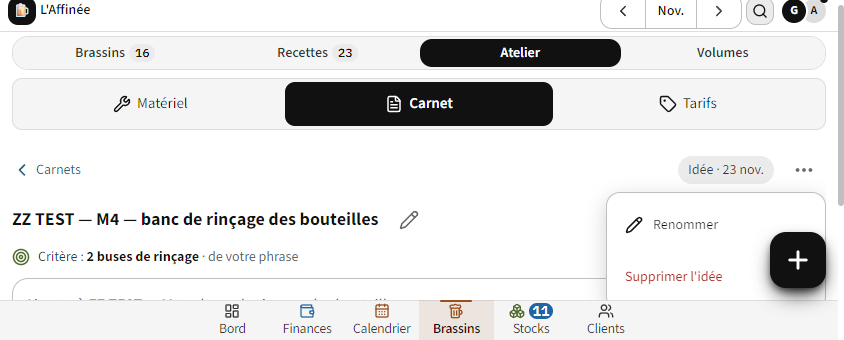 L'Affinée
Nov.
G
A
Brassins 16
Recettes 23
Atelier
Volumes
Matériel
Carnet
Tarifs
Carnets
Idée · 23 nov.
ZZ TEST — M4 — banc de rinçage des bouteilles
Renommer
Critère : 2 buses de rinçage · de votre phrase
Supprimer l'idée
Bord
Finances
Calendrier
Brassins
Stocks
11
Clients